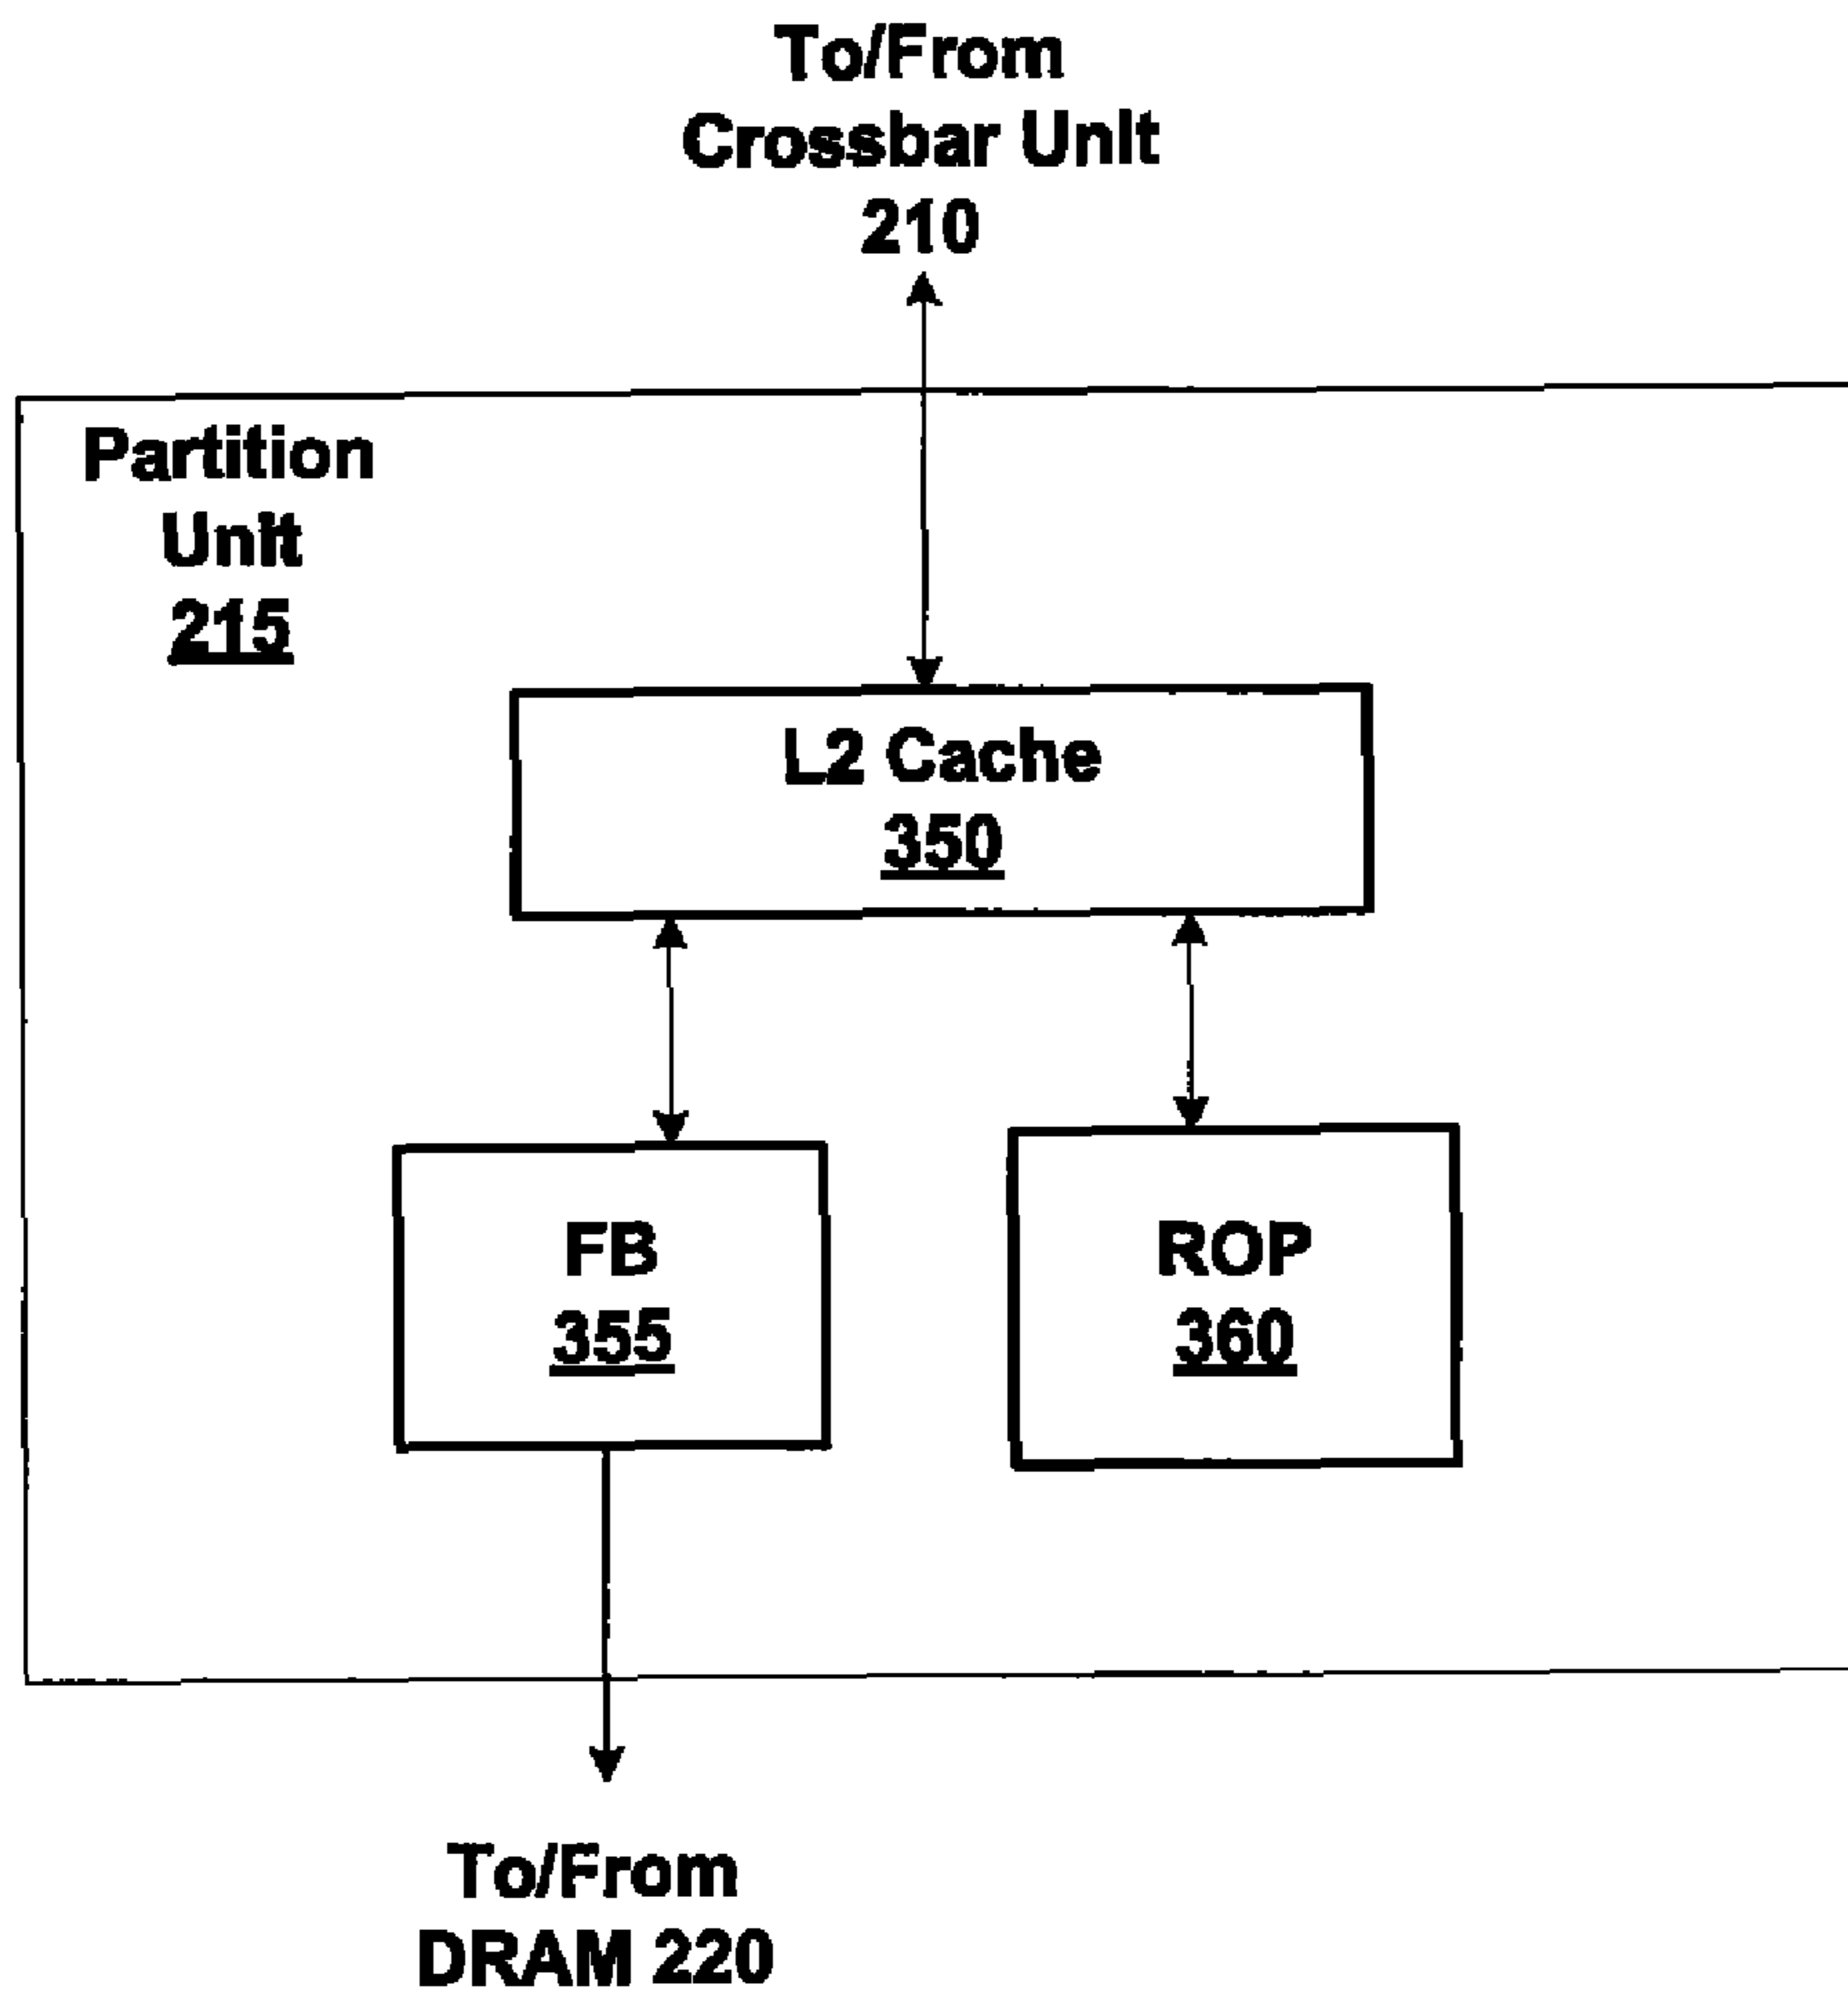 To/From
Crossbar Unit
210
Partition
Unit
215
L2 Cache
350
FB
355
ROP
360
To/From
DRAM 220